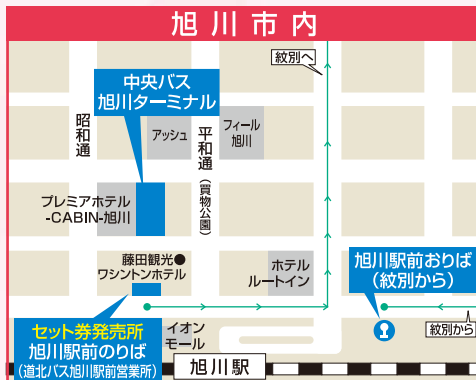 旭川市内
紋別へ
中央バス
旭川ターミナル
昭和通
アッシュ
平和通
(買物公園)
フィール
旭川
プレミアホテル
-CABIN-旭川
藤田観光●
ワシントンホテル
ホテル
ルートイン
旭川駅前おりば
(紋別から)
セット券発売所
旭川駅前のりば
(道北バス旭川駅前営業所)
イオン
モール
旭川駅
紋別から